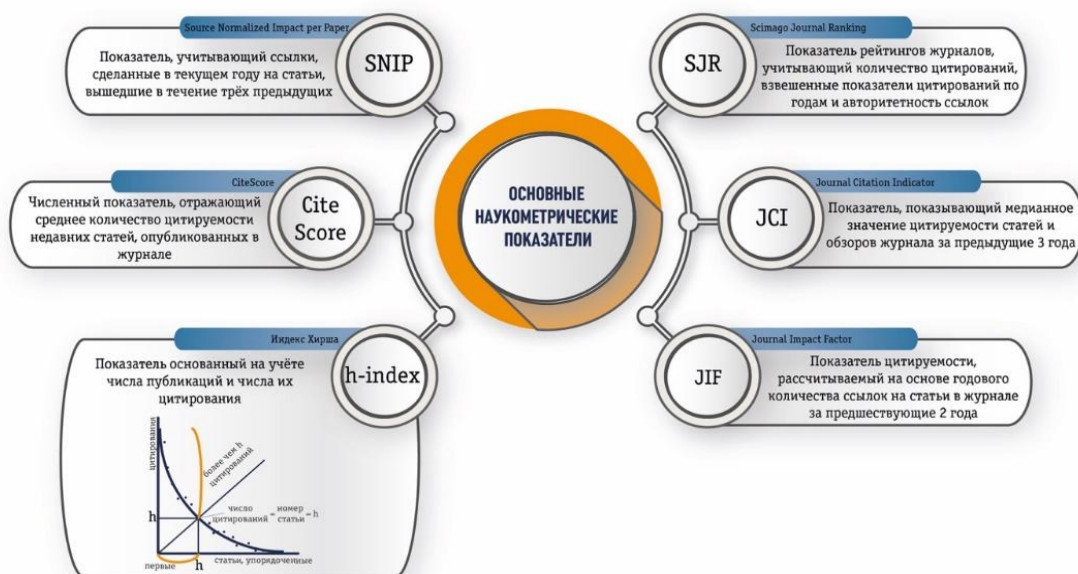 Source Normalized Impact per Paper
SNIP
Показатель, учитывающий ссылки,
сделанные в текущем году на статьи,
вышедшие в течение трёх предыдущих
CiteScore
Cite
Score
Численный показатель, отражающий
среднее количество цитируемости
недавних статей, опубликованных в
журнале
Индекс Хирша
h-index
Показатель основанный на учёте
числа публикаций и числа их
цитирования
цитирования
более чем h
цитирований
число
цитирований = номер
статьи = h
h
h
первые
статьи, упорядоченные
ОСНОВНЫЕ
НАУКОМЕТРИЧЕСКИЕ
ПОКАЗАТЕЛИ
Scimago Journal Ranking
SJR
Показатель рейтингов журналов,
учитывающий количество цитирований,
взвешенные показатели цитирований по
годам и авторитетность ссылок
Journal Citation Indicator
JCI
Показатель, показывающий медианное
значение цитируемости статей и
обзоров журнала за предыдущие 3 года
Journal Impact Factor
JIF
Показатель цитируемости,
рассчитываемый на основе годового
количества ссылок на статьи в журнале
за предшествующие 2 года